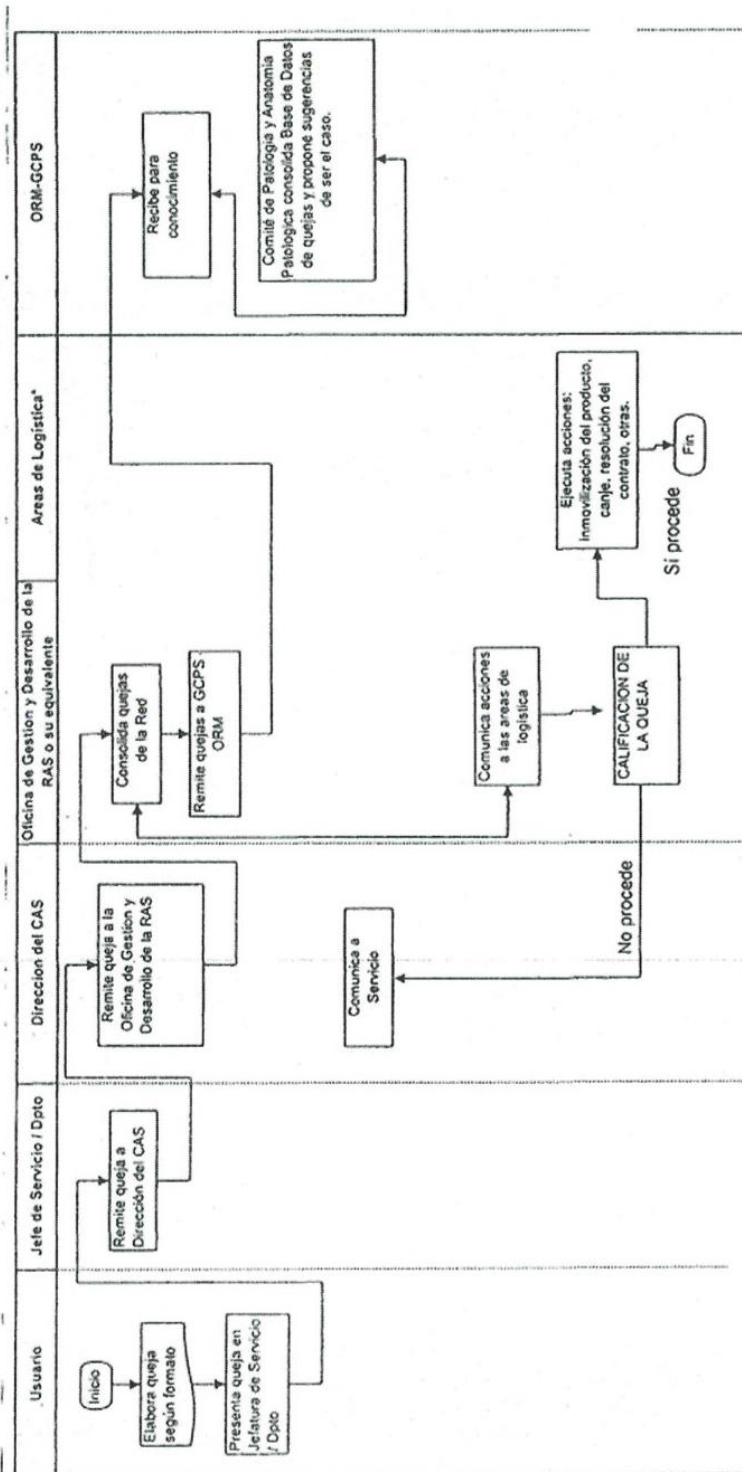 Usuario
Jefe de Servicio / Dpto
Direccion del CAS
Oficina de Gestion y Desarrollo de la
RAS o su equivalente
Areas de Logistica*
ORM-GCPS
Inicio
Elabora queja
según formato
Presenta queja en
Jefatura de Servicio
/ Dpto
Remite queja a
Dirección del CAS
Remite queja a la
Oficina de Gestion y
Desarrollo de la RAS
Comunica a
Servicio
No procede
Consolida quejas
de la Red
Remite quejas a GCPS -
ORM
Comunica acciones
a las areas de
logística
CALIFICACION DE
LA QUEJA
Ejecuta acciones:
Inmovilización del producto,
canje, resolución del
contrato, otras.
Si procede
Fin
Recibe para
conocimiento
Comité de Patología y Anatomia
Patologica consolida Base de Datos
de quejas y propone sugerencias
de ser el caso.